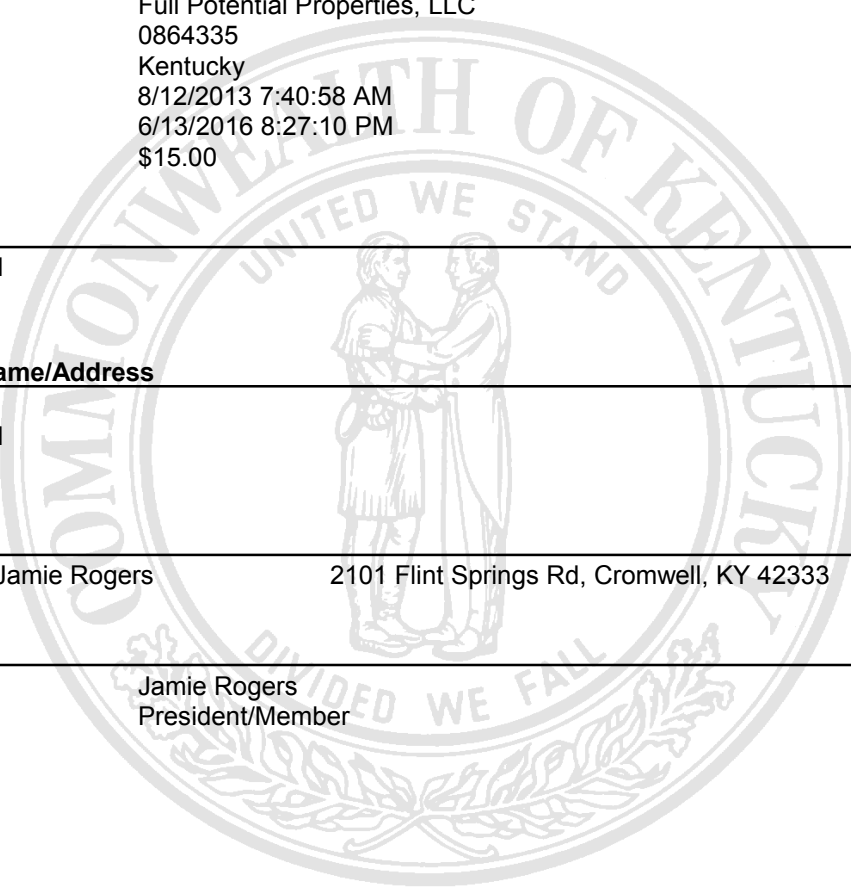 Full Potential Properties, LLC
0864335
Kentucky
8/12/2013 7:40:58 AM
6/13/2016 8:27:10 PM
$15.00
COMMONWEALTH OF KENTUCKY
UNITED WE STAND
ame/Address
Jamie Rogers 2101 Flint Springs Rd, Cromwell, KY 42333
DIVIDED WE FALL
Jamie Rogers
President/Member